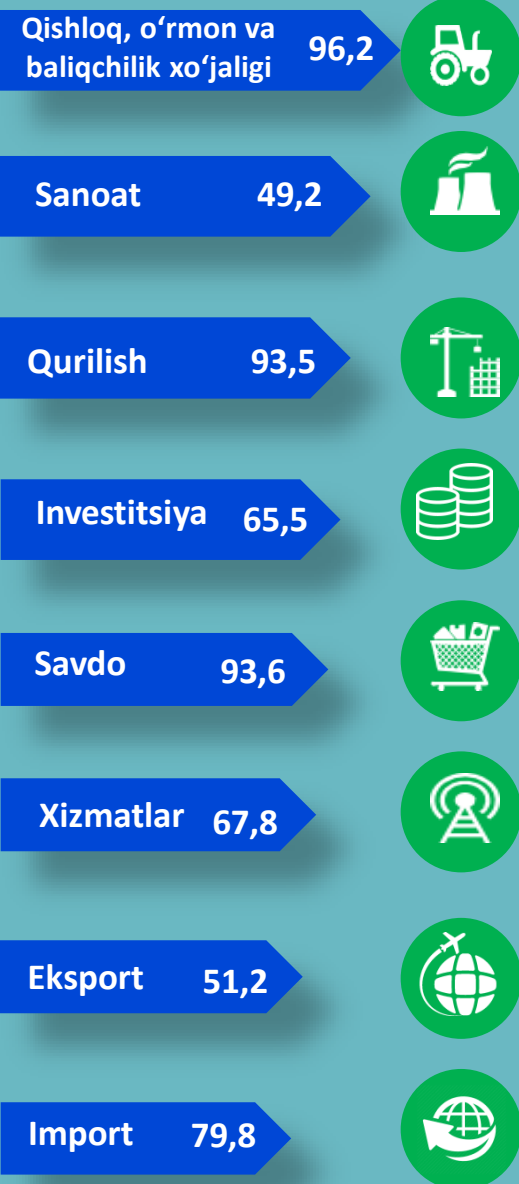 Qishloq, o‘rmon va
baliqchilik xo‘jaligi
96,2
Sanoat 49,2
Qurilish 93,5
Investitsiya 65,5
Savdo 93,6
Xizmatlar 67,8
Eksport 51,2
Import 79,8